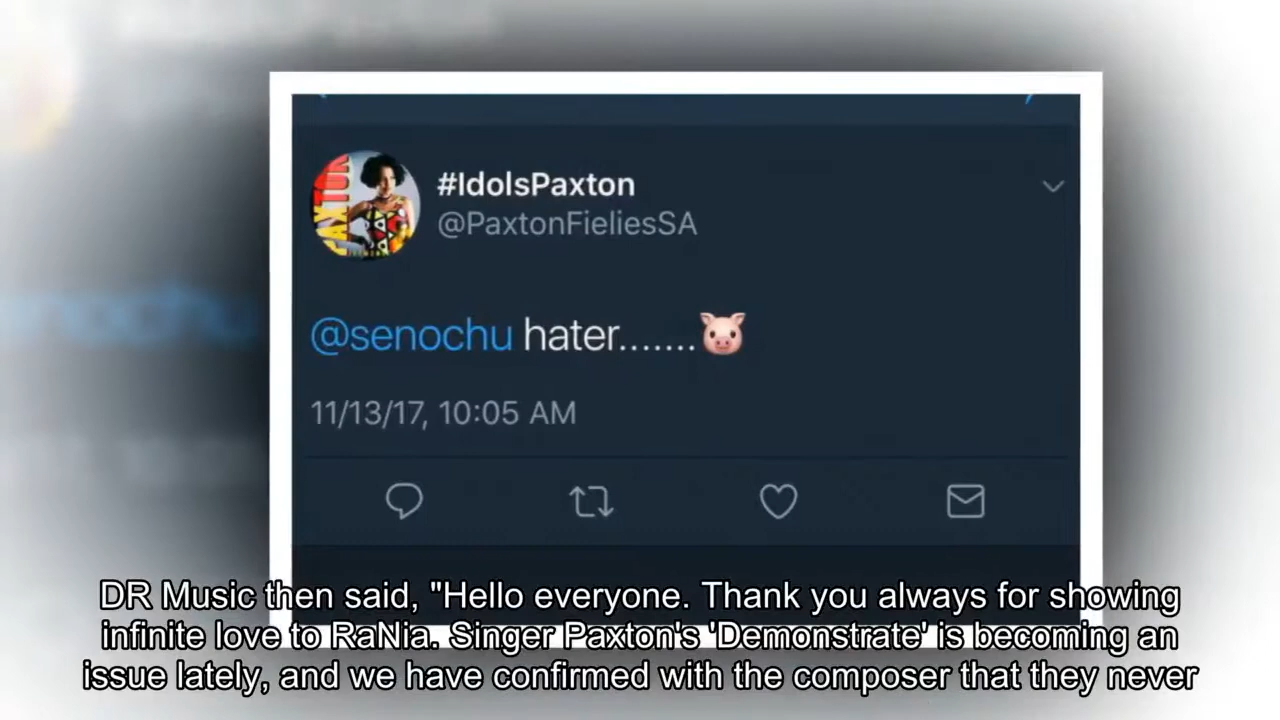 PAXTON
#IdolsPaxton
@PaxtonFieliesSA
@senochu hater.......🐷
11/13/17, 10:05 AM
DR Music then said, "Hello everyone. Thank you always for showing
infinite love to RaNia. Singer Paxton's 'Demonstrate' is becoming an
issue lately, and we have confirmed with the composer that they never